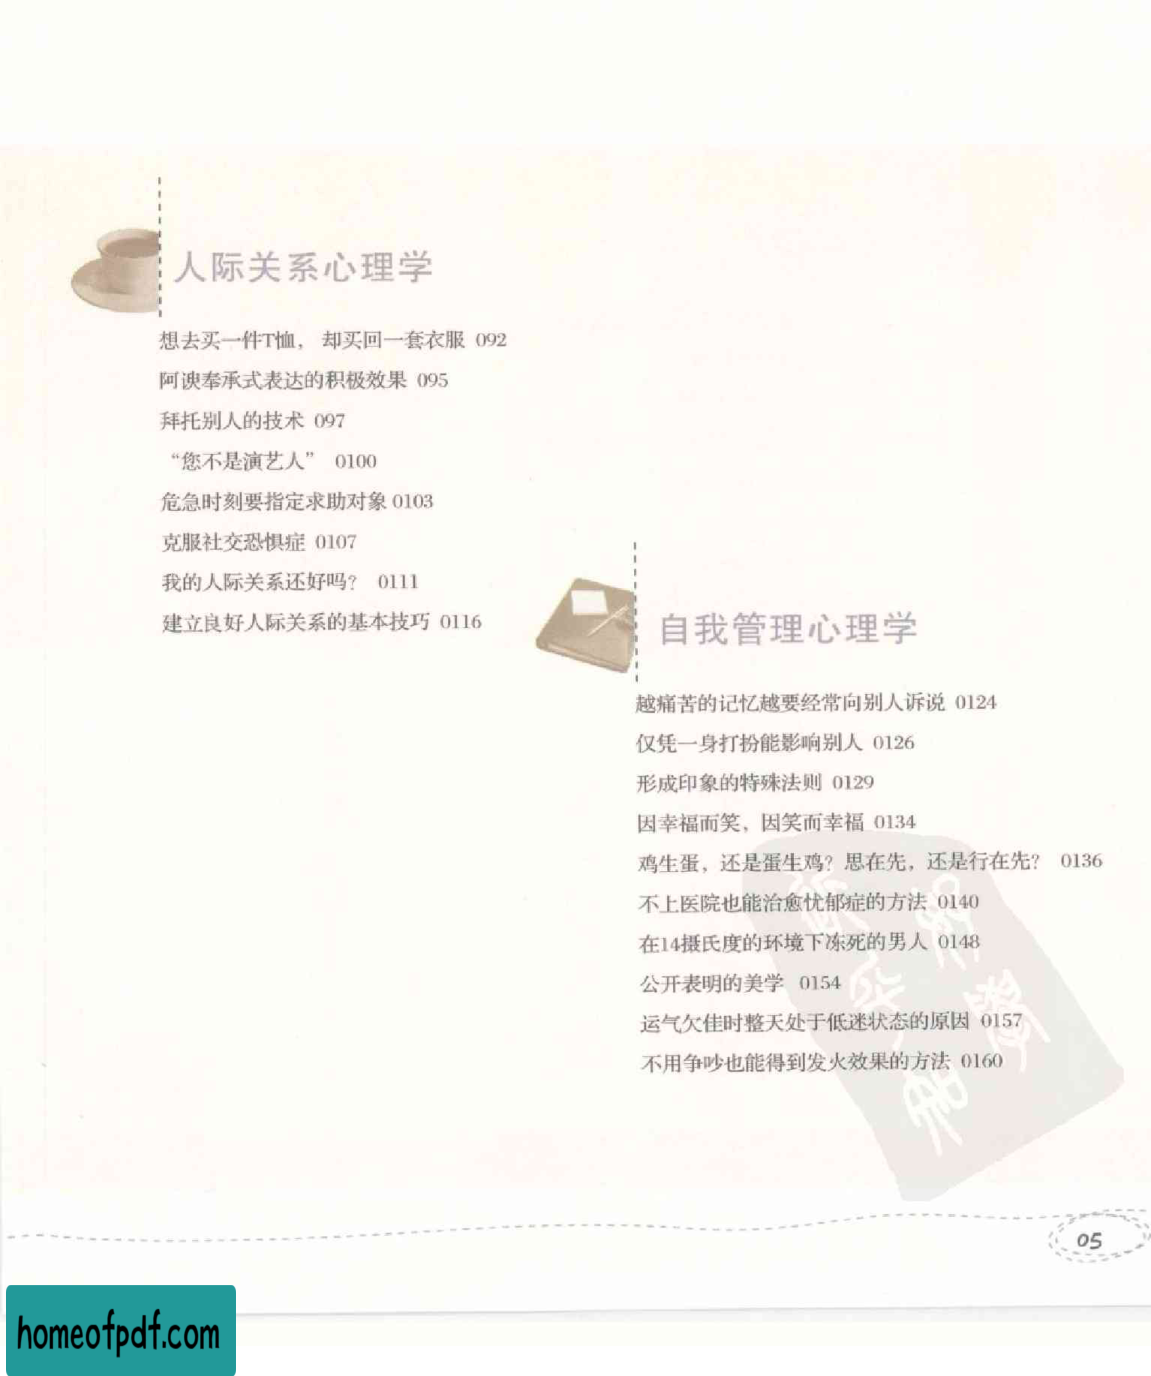 人际关系心理学
想去买一件T恤， 却买回一套衣服 092
阿谀奉承式表达的积极效果 095
拜托别人的技术 097
“您不是演艺人” 0100
危急时刻要指定求助对象 0103
克服社交恐惧症 0107
我的人际关系还好吗？ 0111
建立良好人际关系的基本技巧 0116
自我管理心理学
越痛苦的记忆越要经常向别人诉说 0124
仅凭一身打扮能影响别人 0126
形成印象的特殊法则 0129
因幸福而笑，因笑而幸福 0134
鸡生蛋，还是蛋生鸡？思在先，还是行在先？ 0136
不上医院也能治愈忧郁症的方法 0140
在14摄氏度的环境下冻死的男人 0148
公开表明的美学 0154
运气欠佳时整天处于低迷状态的原因 0157
不用争吵也能得到发火效果的方法 0160
05
homeofpdf.com